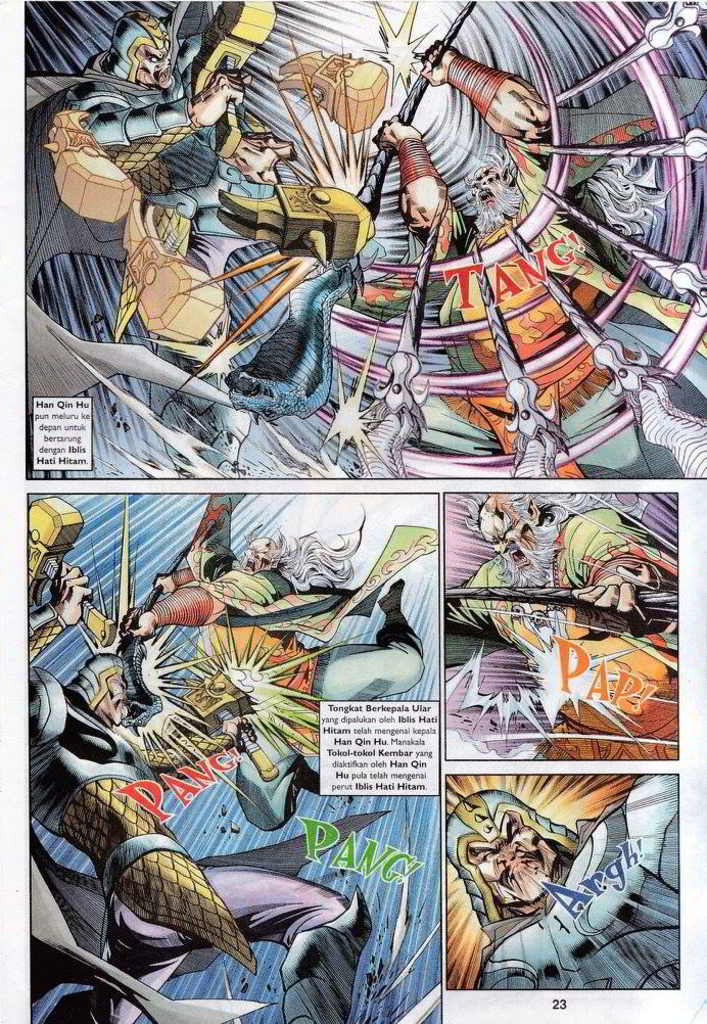 TANG!
Han Qin Hu
pun meluru ke
depan untuk
bertarung
dengan Iblis
Hati Hitam.
Tongkat Berkepala Ular
yang dipalukan oleh Iblis Hati
Hitam telah mengenai kepala
Han Qin Hu. Manakala
Tokol-tokol Kembar yang
diaktifkan oleh Han Qin
Hu pula telah mengenai
perut Iblis Hati Hitam.
PANG!
PANG!
PAP!
Argh!
23